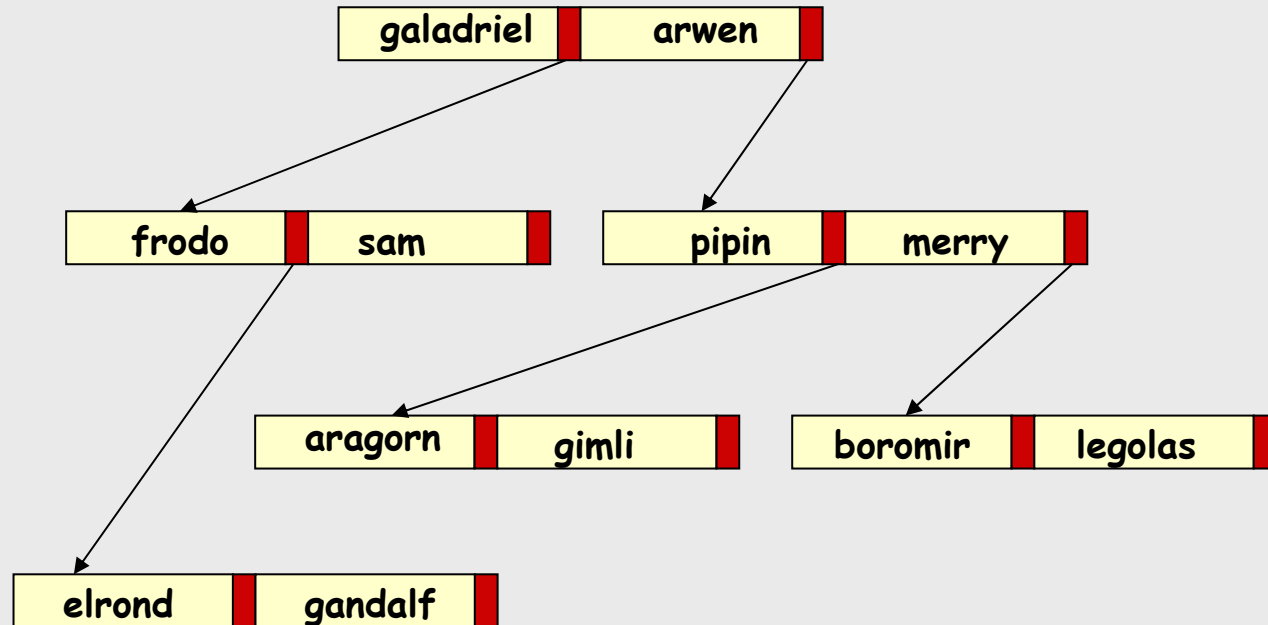 galadriel arwen
frodo sam pipin merry
aragorn gimli boromir legolas
elrond gandalf